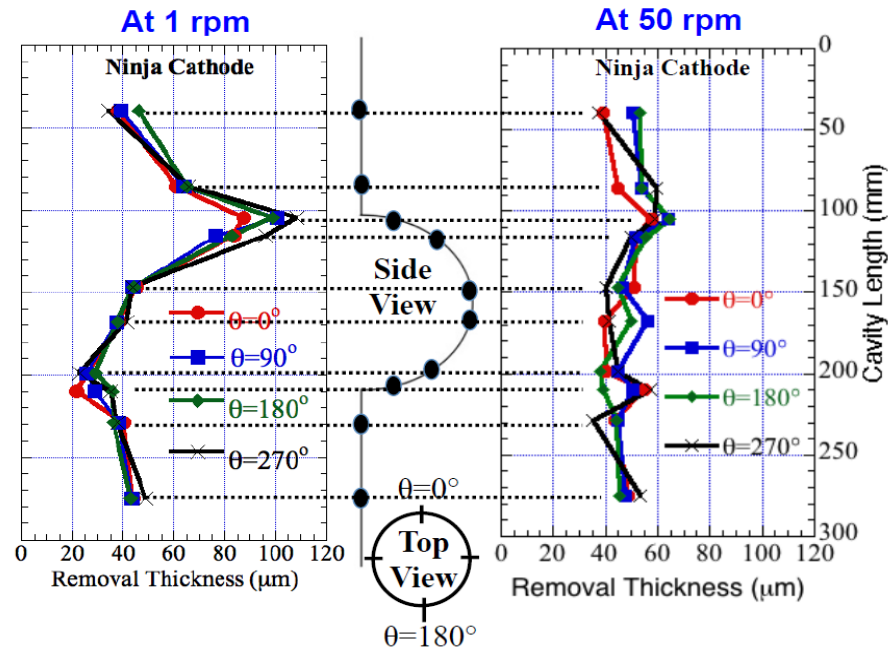 At 1 rpm
At 50 rpm
Ninja Cathode
Ninja Cathode
0
50
100
150
200
250
300
Cavity Length (mm)
Side
View
θ=0°
θ=90°
θ=180°
θ=270°
θ=0°
θ=90°
θ=180°
θ=270°
0 20 40 60 80 100 120
Removal Thickness (μm)
0 20 40 60 80 100 120
Removal Thickness (μm)
θ=0°
Top
View
θ=180°